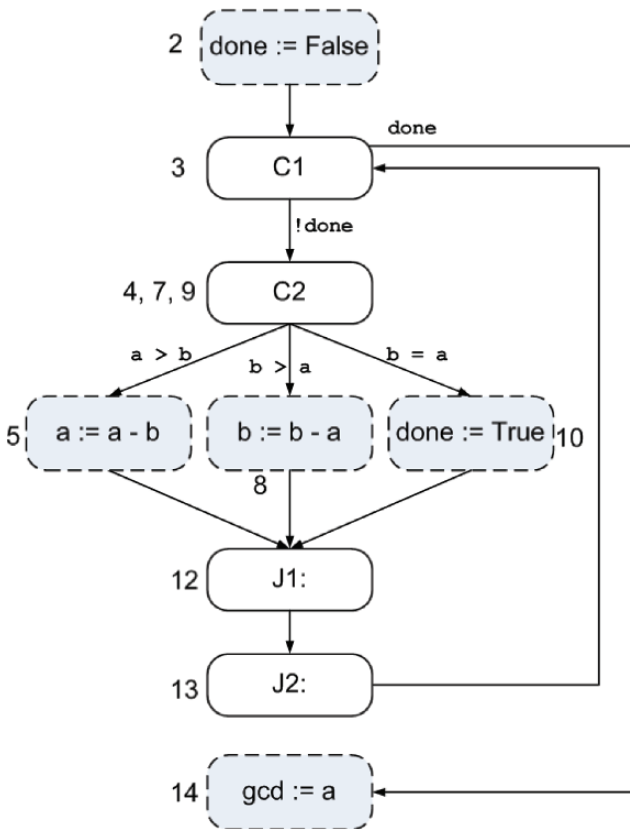 2 done := False
done
3 C1
!done
4, 7, 9 C2
a > b b > a b = a
5 a := a - b b := b - a done := True 10
8
12 J1:
13 J2:
14 gcd := a